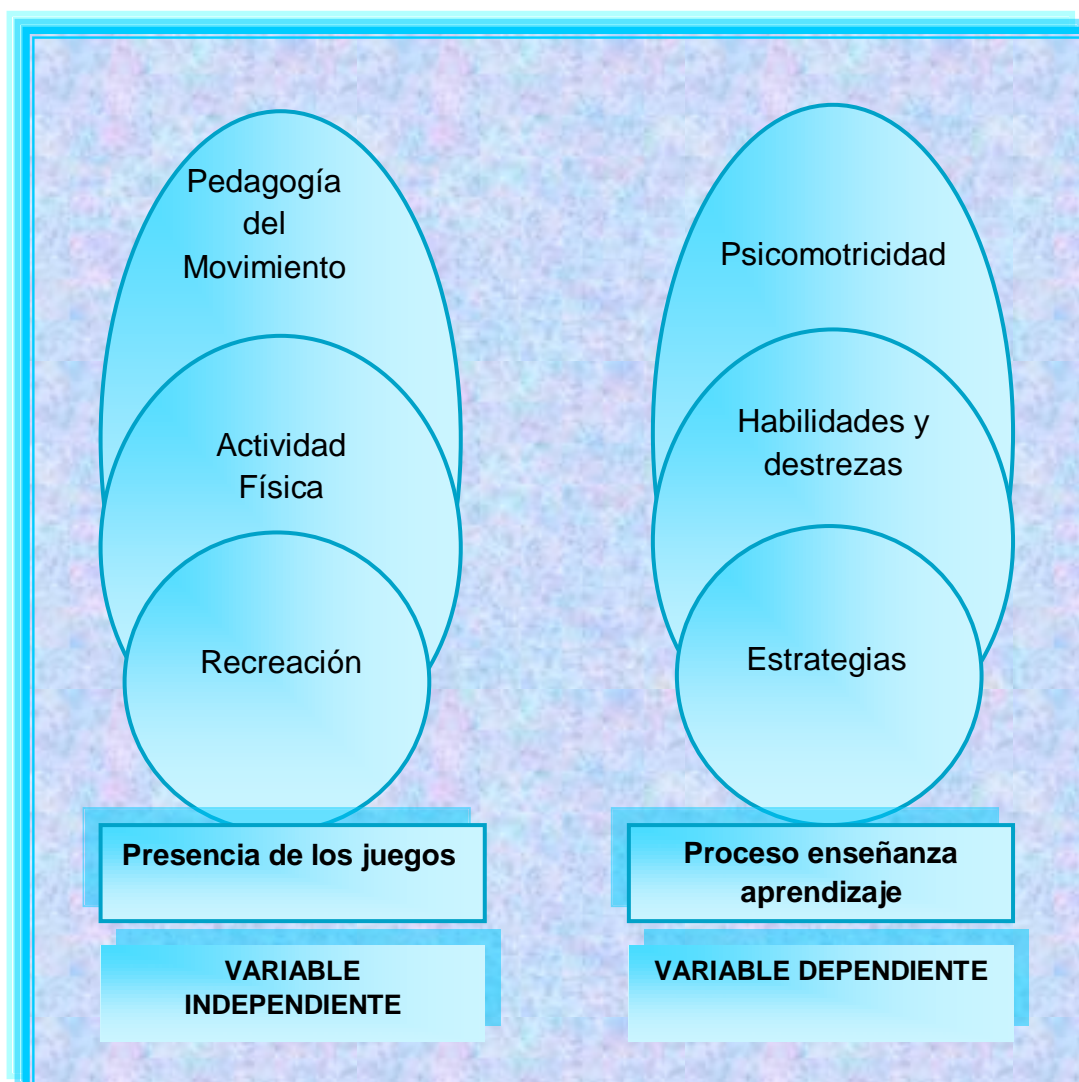 Pedagogía
del
Movimiento
Actividad
Física
Recreación
Presencia de los juegos
VARIABLE
INDEPENDIENTE
Psicomotricidad
Habilidades y
destrezas
Estrategias
Proceso enseñanza
aprendizaje
VARIABLE DEPENDIENTE